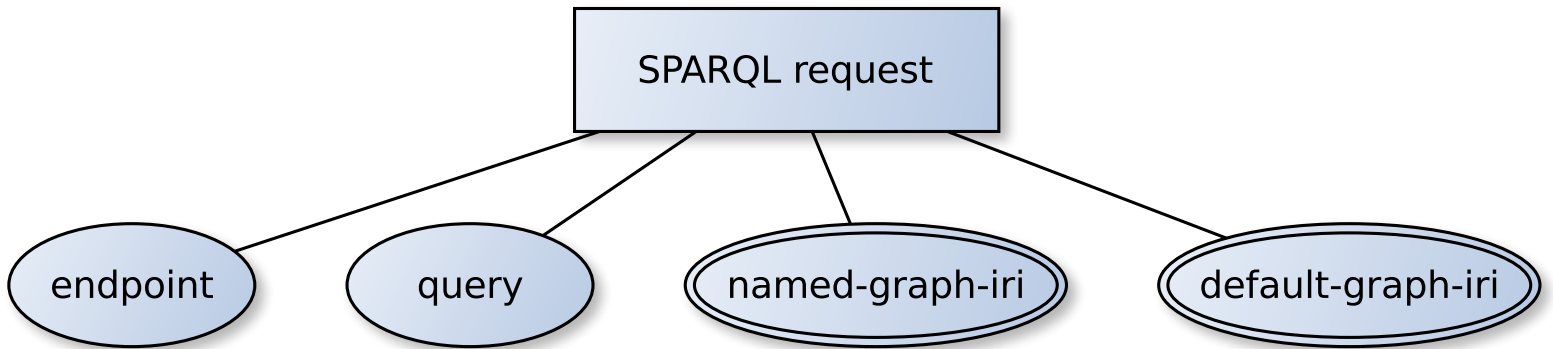 SPARQL request
endpoint
query
named-graph-iri
default-graph-iri